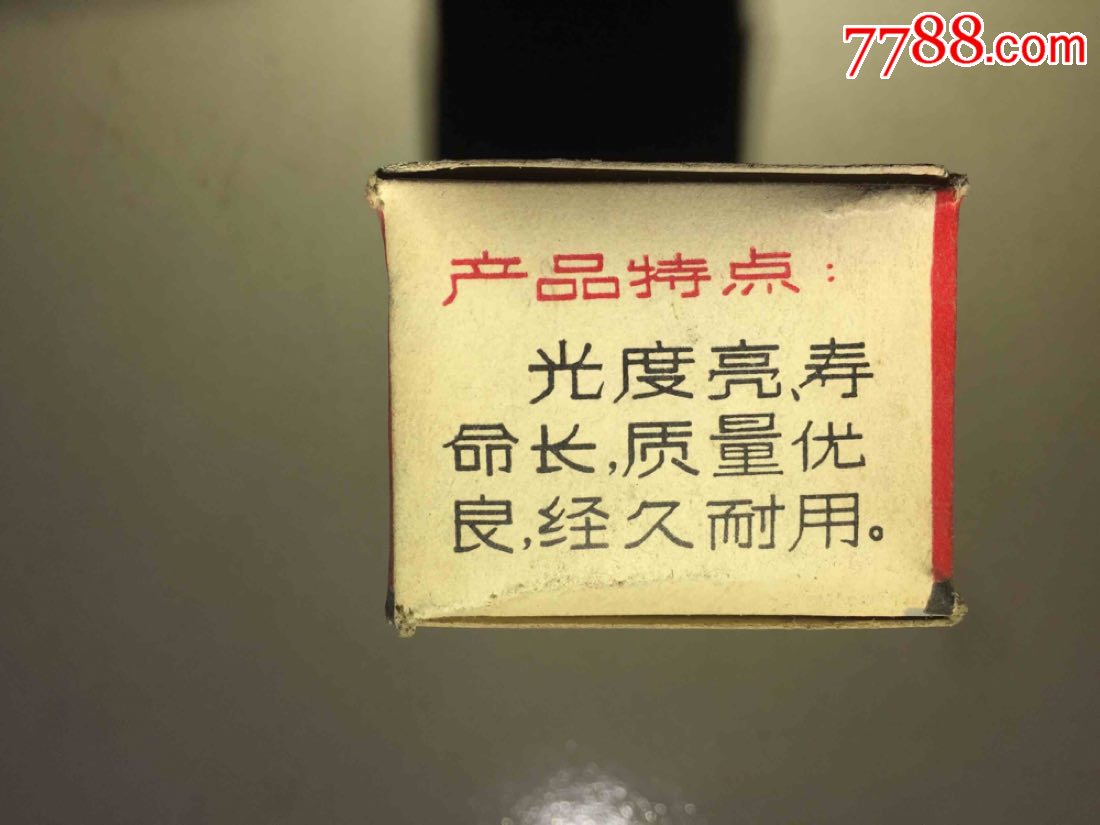 7788.com
产品特点：
光度亮、寿
命长，质量优
良，经久耐用。